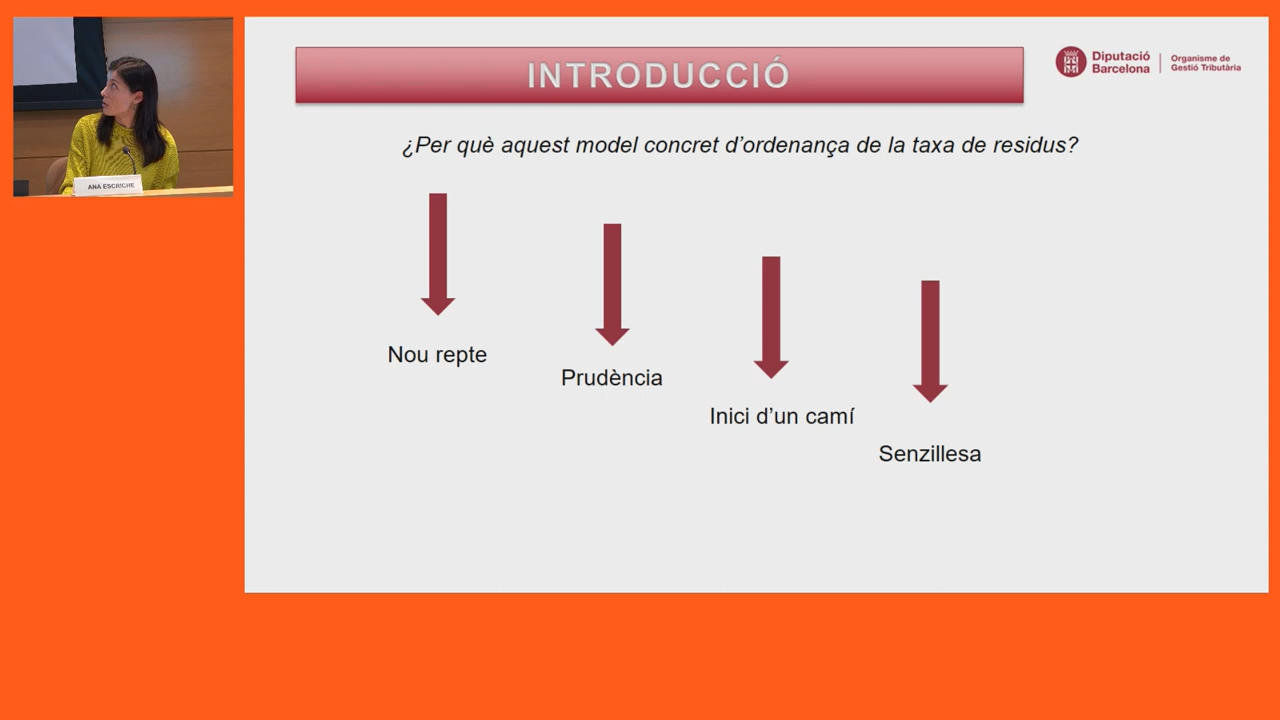 INTRODUCCIÓ
Diputació
Barcelona
Organisme de
Gestió Tributària
¿Per què aquest model concret d'ordenança de la taxa de residus?
ANA ESCRICHE
Nou repte
Prudència
Inici d'un camí
Senzillesa